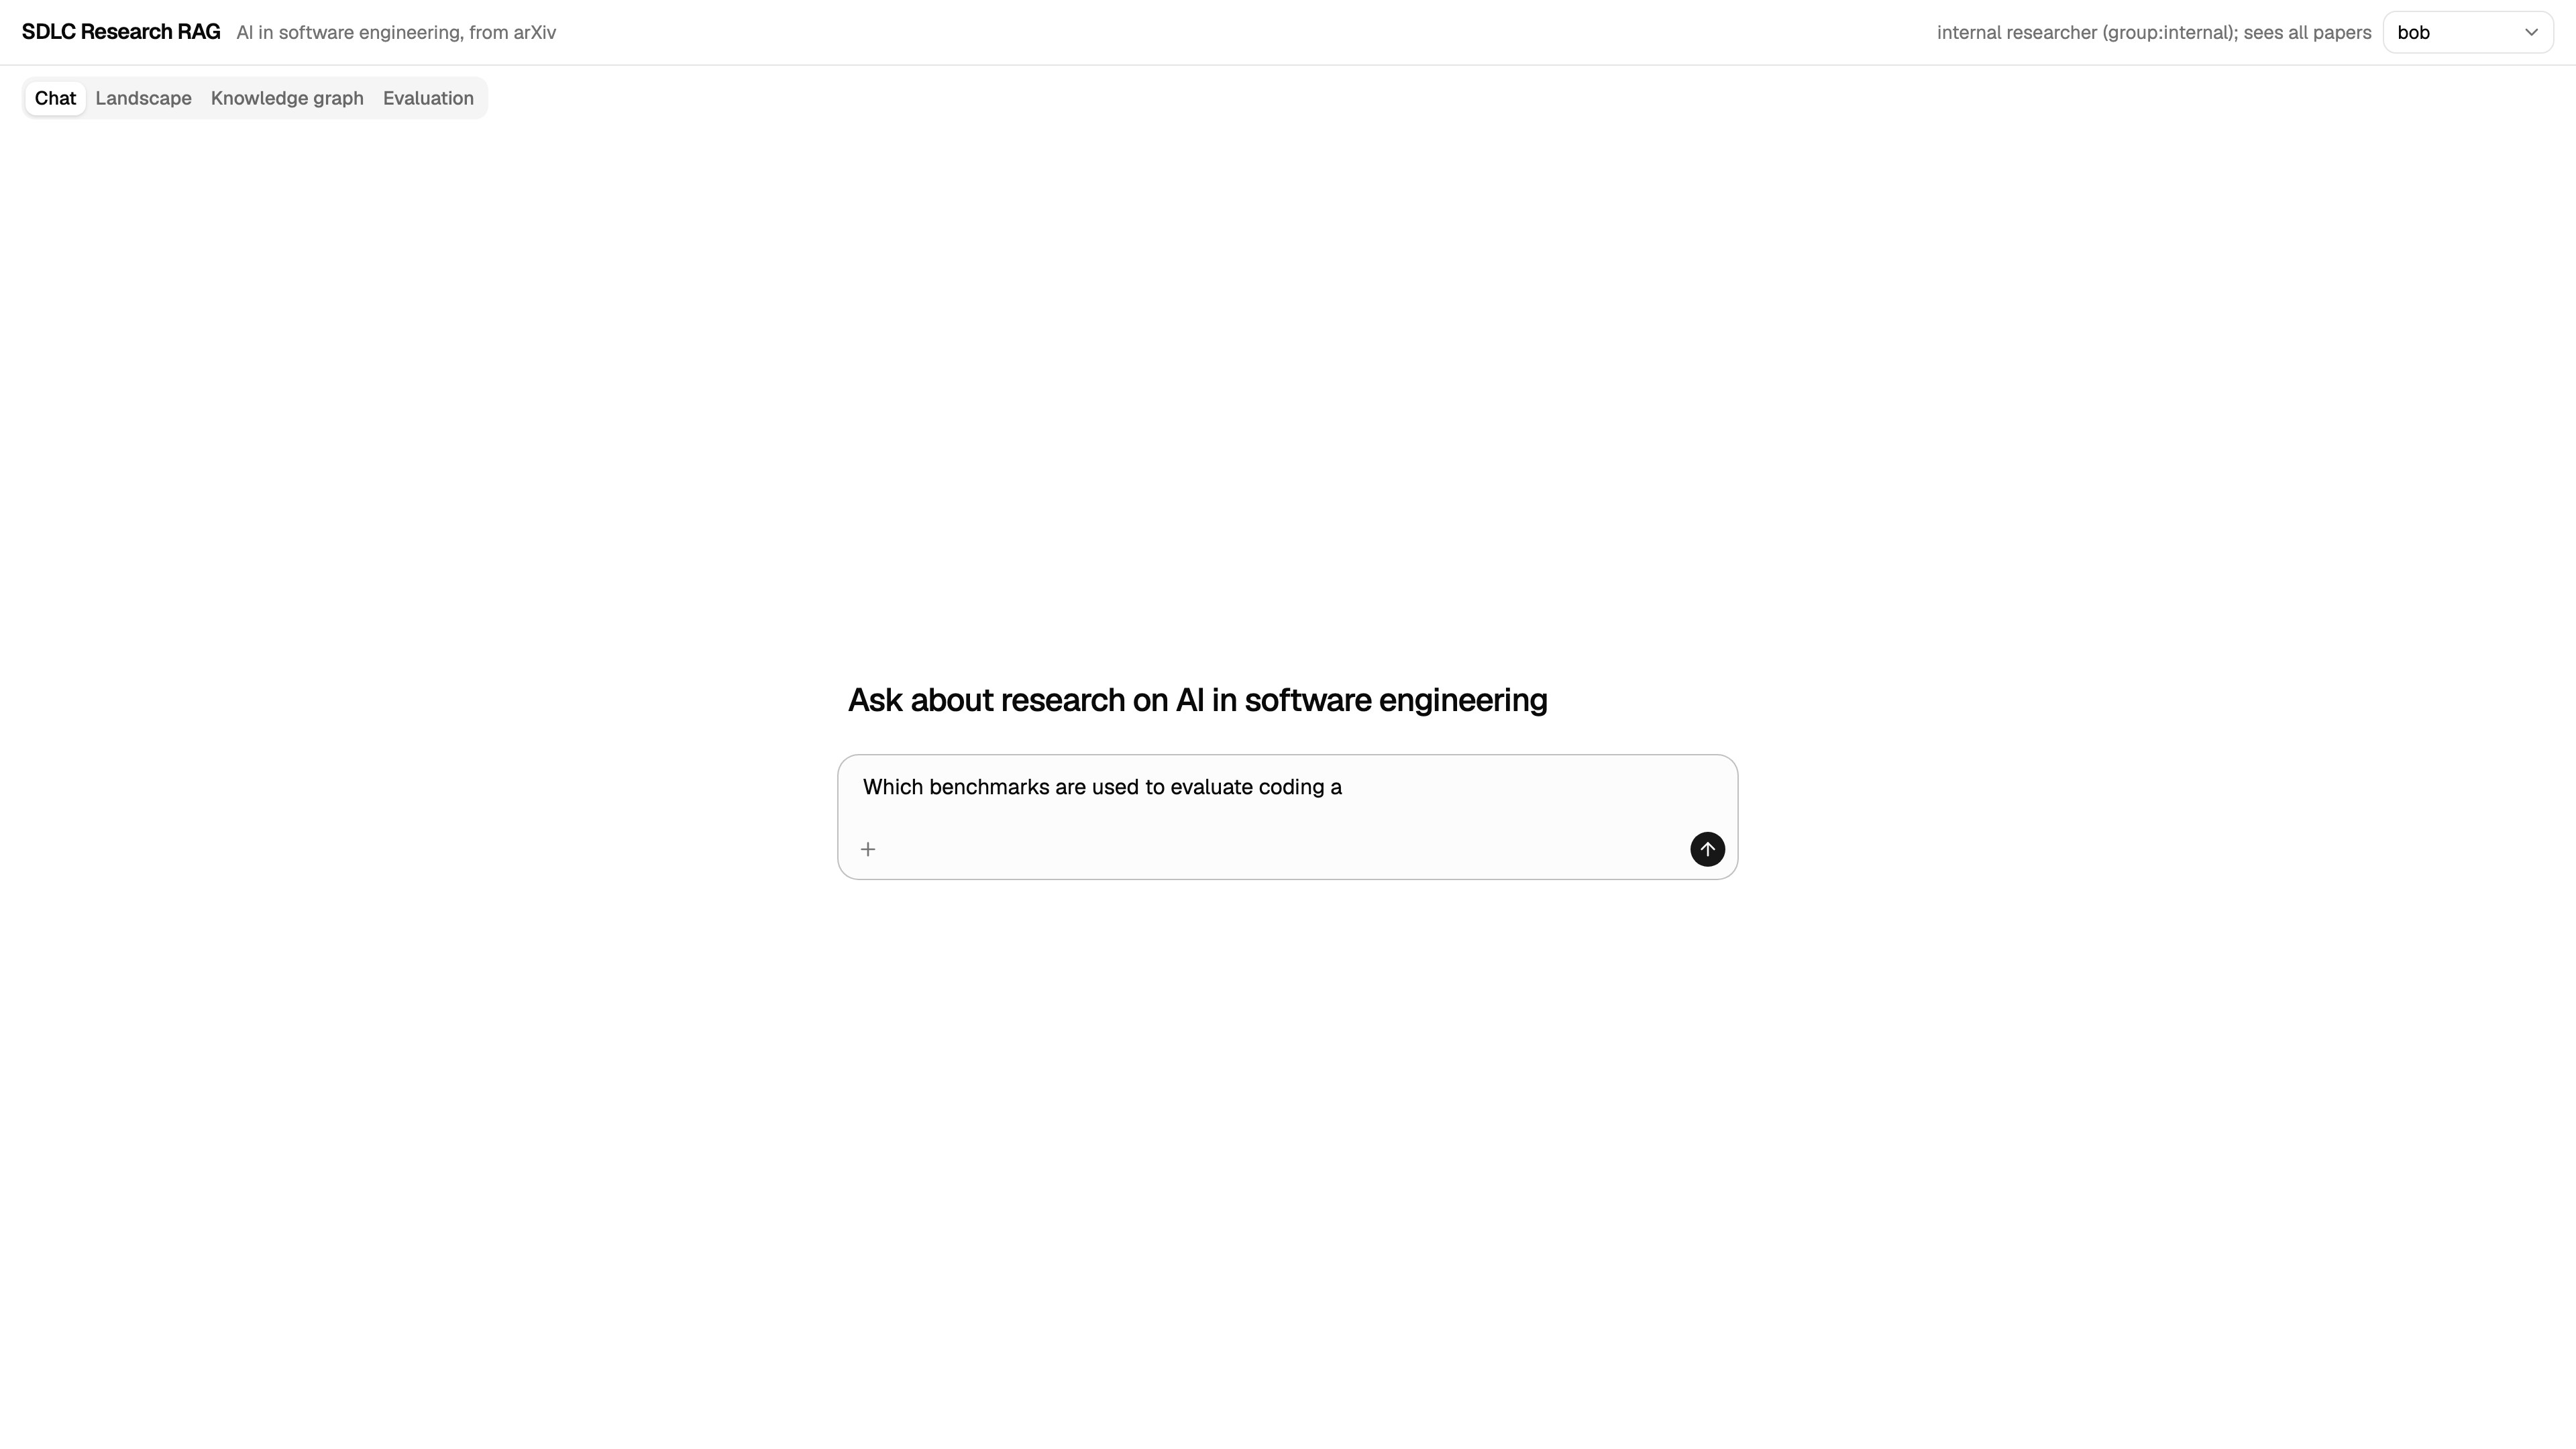 SDLC Research RAG AI in software engineering, from arXiv internal researcher (group:internal); sees all papers bob
Chat Landscape Knowledge graph Evaluation
Ask about research on AI in software engineering
Which benchmarks are used to evaluate coding a